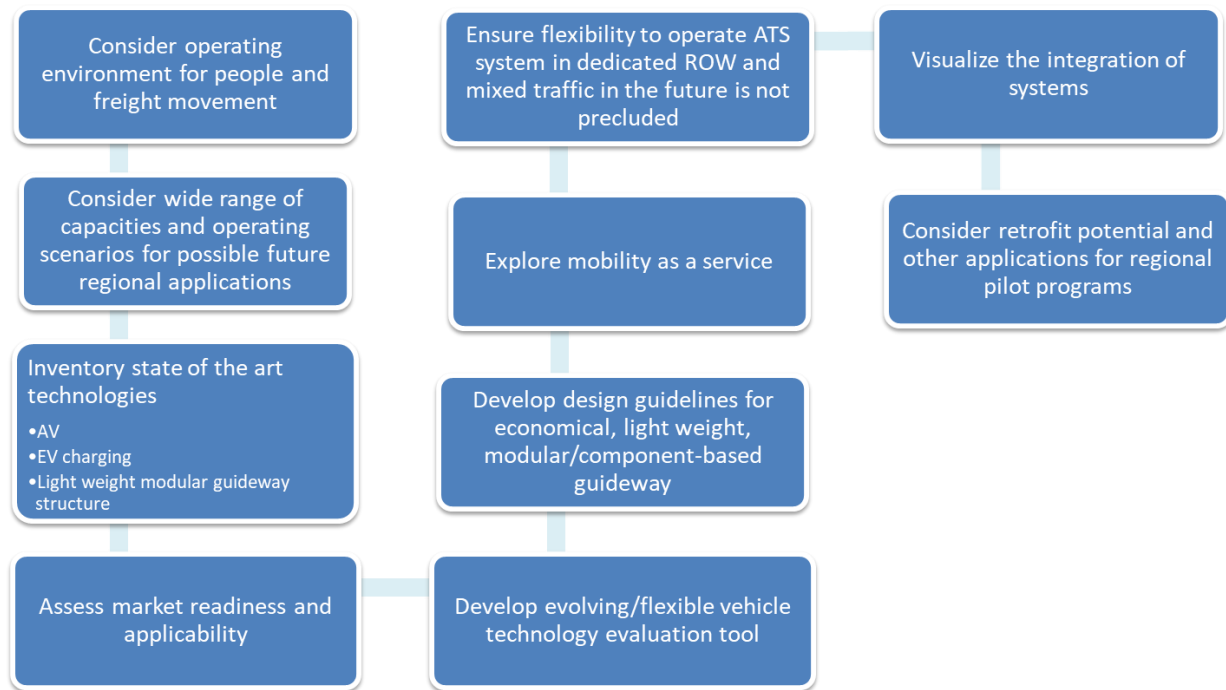 Consider operating
environment for people and
freight movement
Consider wide range of
capacities and operating
scenarios for possible future
regional applications
Inventory state of the art
technologies
•AV
•EV charging
•Light weight modular guideway
structure
Assess market readiness and
applicability
Develop evolving/flexible vehicle
technology evaluation tool
Develop design guidelines for
economical, light weight,
modular/component-based
guideway
Explore mobility as a service
Ensure flexibility to operate ATS
system in dedicated ROW and
mixed traffic in the future is not
precluded
Visualize the integration of
systems
Consider retrofit potential and
other applications for regional
pilot programs